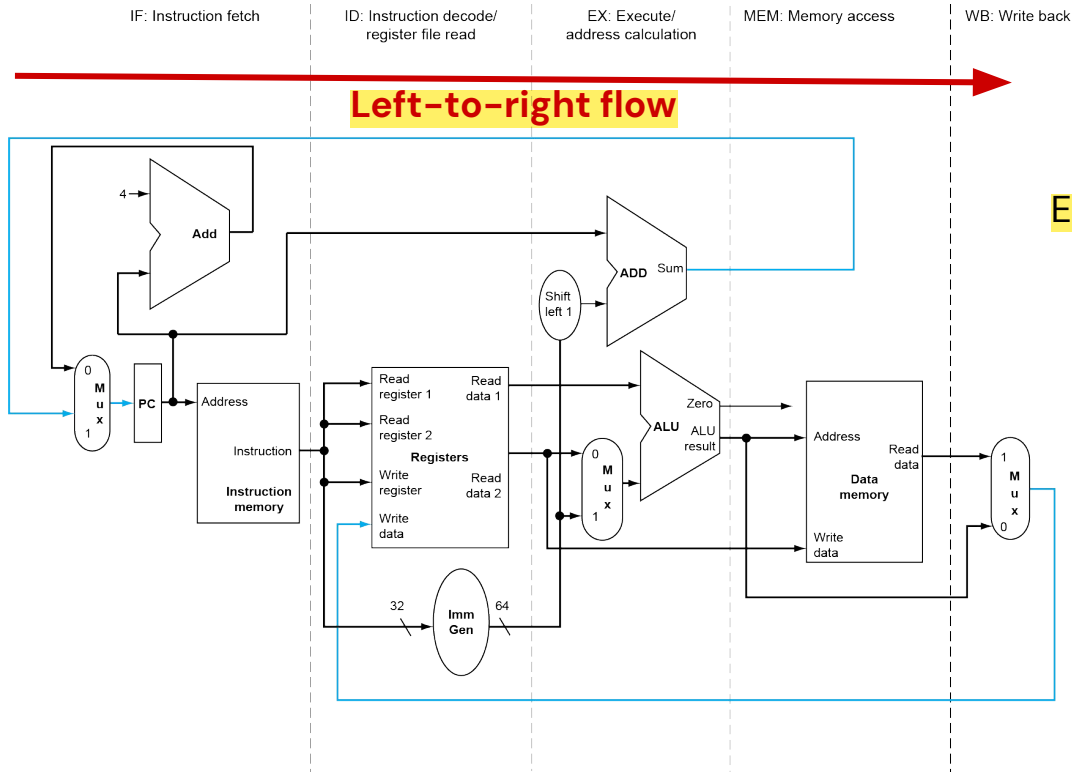 IF: Instruction fetch
ID: Instruction decode/
register file read
EX: Execute/
address calculation
MEM: Memory access
WB: Write back
Left-to-right flow
E
4
Add
ADD
Sum
Shift
left 1
0
M
u
x
1
PC
Address
Instruction
Instruction
memory
Read
register 1
Read
register 2
Write
register
Write
data
Registers
Read
data 1
Read
data 2
32
Imm
Gen
64
0
M
u
x
1
Zero
ALU
ALU
result
Address
Read
data
Data
memory
Write
data
1
M
u
x
0